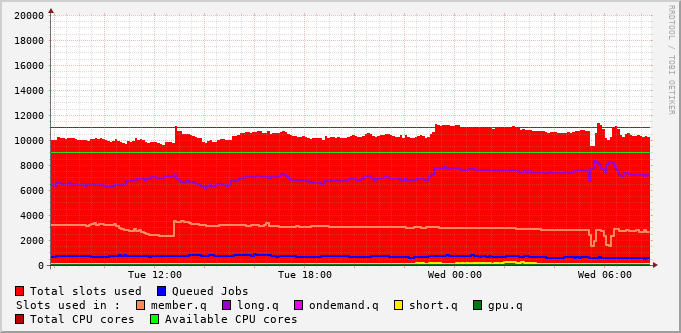 20000
18000
16000
14000
12000
10000
8000
6000
4000
2000
0
Tue 12:00 Tue 18:00 Wed 00:00 Wed 06:00
RRDTOOL / TOBI OETIKER
Total slots used Queued Jobs
Slots used in : member.q long.q ondemand.q short.q gpu.q
Total CPU cores Available CPU cores